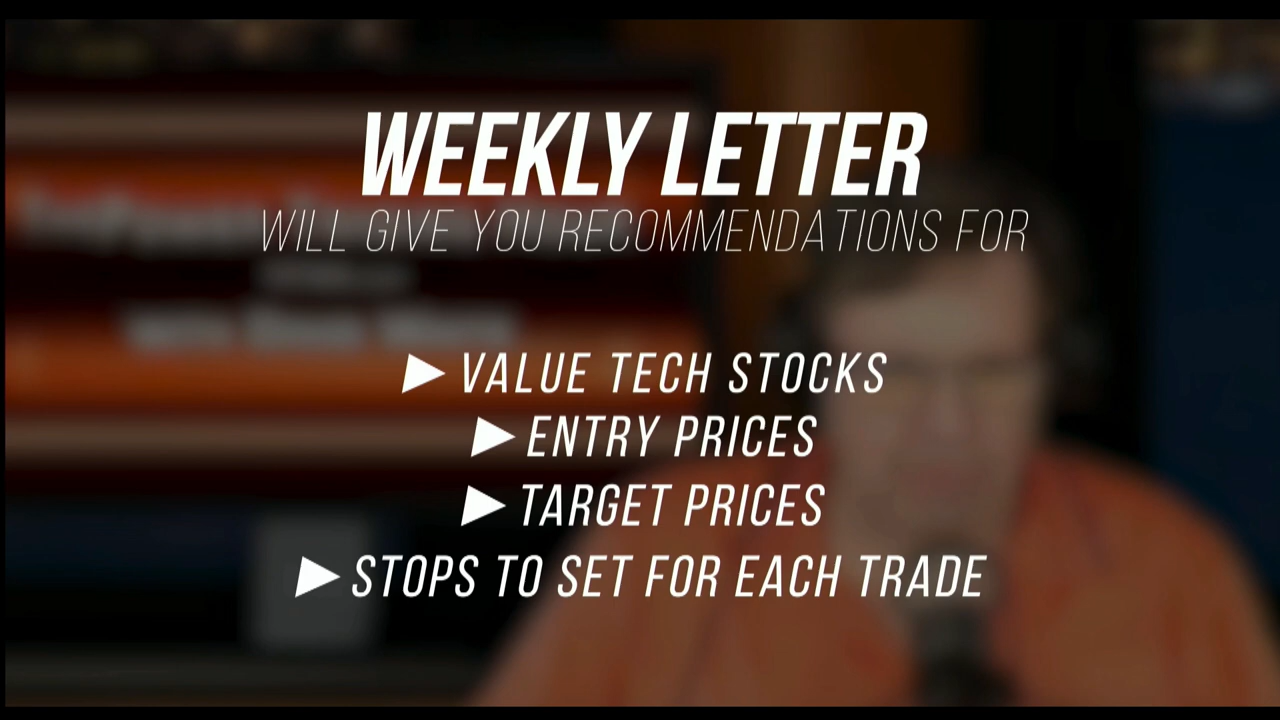 WEEKLY LETTER
WILL GIVE YOU RECOMMENDATIONS FOR
▶ VALUE TECH STOCKS
▶ ENTRY PRICES
▶ TARGET PRICES
▶ STOPS TO SET FOR EACH TRADE